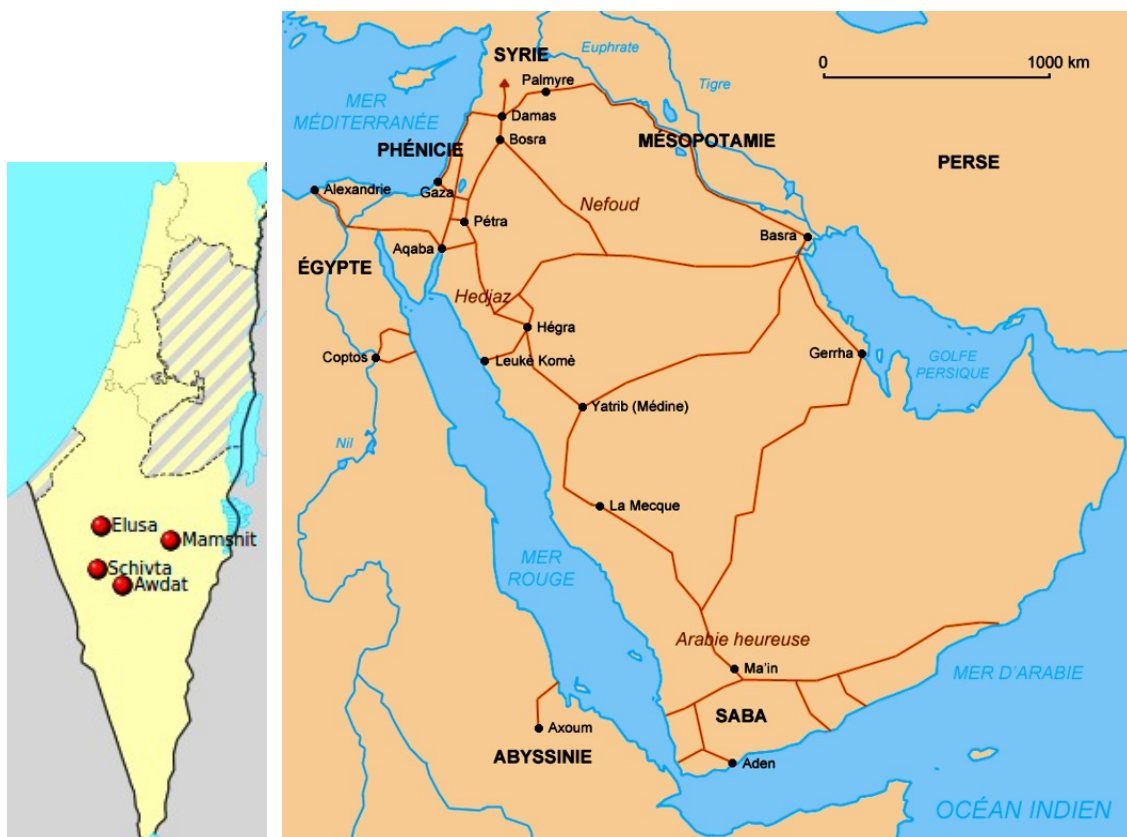 Elusa
Mamshit
Schivta
Awdat
SYRIE
Euphrate
0 1000 km
Palmyre
Tigre
MER
MÉDITERRANÉE
Damas
Bosra
MÉSOPOTAMIE
PHÉNICIE
PERSE
Alexandrie
Gaza
Nefoud
Pétra
Basra
Aqaba
ÉGYPTE
Hedjaz
Hégra
Coptos
Leukè Komè
Gerrha
GOLFE
PERSIQUE
Yatrib (Médine)
Nil
La Mecque
MER
ROUGE
Arabie heureuse
Ma'in
MER D'ARABIE
SABA
Axoum
ABYSSINIE
Aden
OCÉAN INDIEN